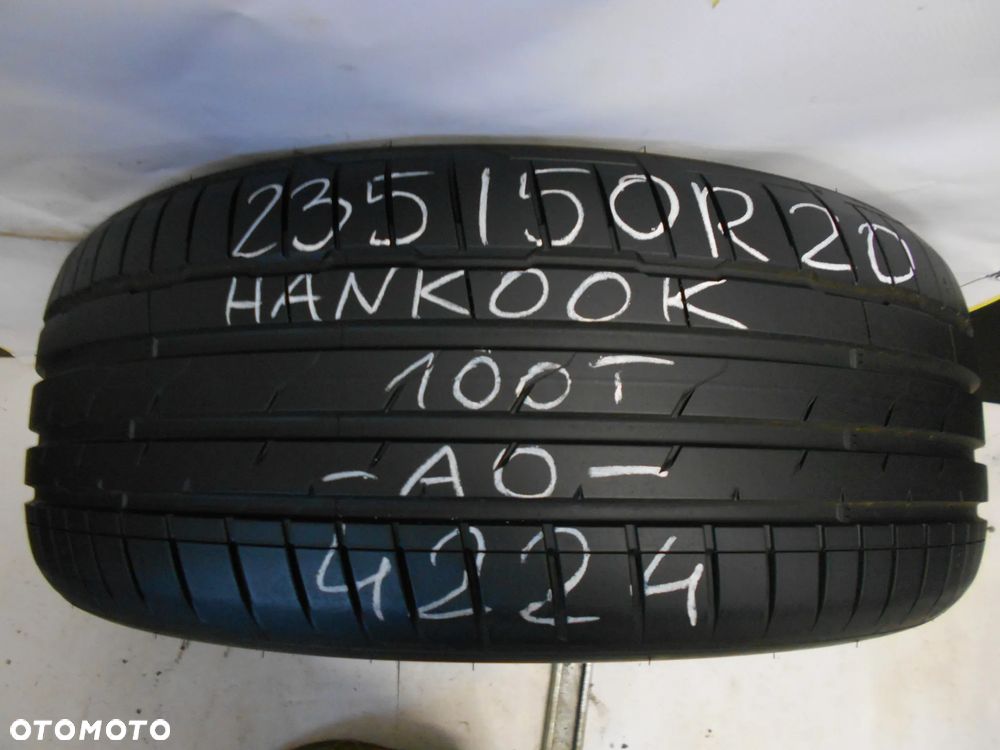 235/50R20
HANKOOK
100T
-AO-
4224
OTOMOTO